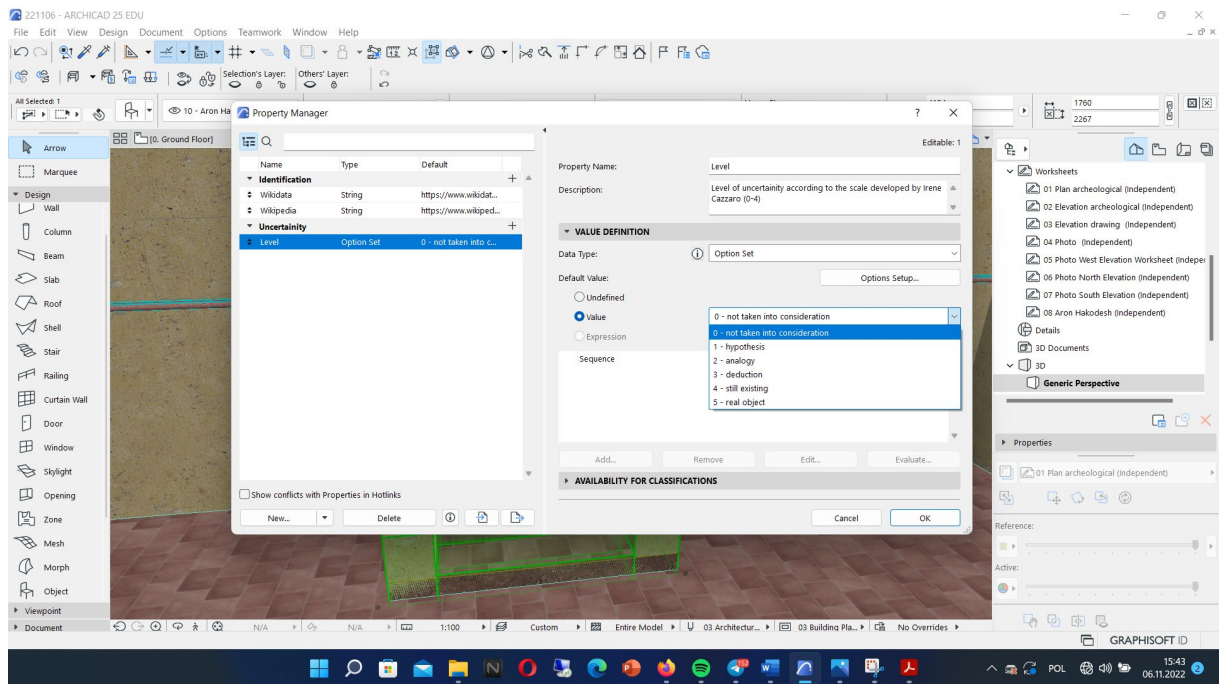 221106 - ARCHICAD 25 EDU
File Edit View Design Document Options Teamwork Window Help
Selection's Layer: Others' Layer:
All Selected: 1
10 - Aron Ha
1760
2267
[0. Ground Floor]
Arrow
Marquee
Design
Wall
Column
Beam
Slab
Roof
Shell
Stair
Railing
Curtain Wall
Door
Window
Skylight
Opening
Zone
Mesh
Morph
Object
Viewpoint
Document
Property Manager
Editable: 1
Name Type Default
Identification
Wikidata String https://www.wikidat...
Wikipedia String https://www.wikiped...
Uncertainity
Level Option Set 0 - not taken into c...
Show conflicts with Properties in Hotlinks
New... Delete
Property Name: Level
Description: Level of uncertainity according to the scale developed by Irene
Cazzaro (0-4)
VALUE DEFINITION
Data Type: Option Set
Default Value: Options Setup...
Undefined
Value 0 - not taken into consideration
Expression
Sequence
0 - not taken into consideration
1 - hypothesis
2 - analogy
3 - deduction
4 - still existing
5 - real object
Add... Remove Edit... Evaluate...
AVAILABILITY FOR CLASSIFICATIONS
Cancel OK
Worksheets
01 Plan archeological (Independent)
02 Elevation archeological (Independent)
03 Elevation drawing (Independent)
04 Photo (Independent)
05 Photo West Elevation Worksheet (Indepe
06 Photo North Elevation (Independent)
07 Photo South Elevation (Independent)
08 Aron Hakodesh (Independent)
Details
3D Documents
3D
Generic Perspective
Properties
01 Plan archeological (Independent)
Reference:
Active:
N/A N/A 1:100 Custom Entire Model 03 Architectur... 03 Building Pla... No Overrides
GRAPHISOFT ID
POL 15:43
06.11.2022 2